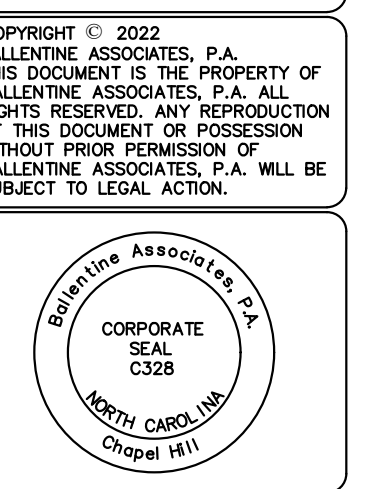 OPYRIGHT © 2022
ALLENTINE ASSOCIATES, P.A.
HIS DOCUMENT IS THE PROPERTY OF
ALLENTINE ASSOCIATES, P.A. ALL
IGHTS RESERVED. ANY REPRODUCTION
F THIS DOCUMENT OR POSSESSION
ITHOUT PRIOR PERMISSION OF
ALLENTINE ASSOCIATES, P.A. WILL BE
UBJECT TO LEGAL ACTION.
Ballentine Associates, P.A.
CORPORATE
SEAL
C328
NORTH CAROLINA
Chapel Hill